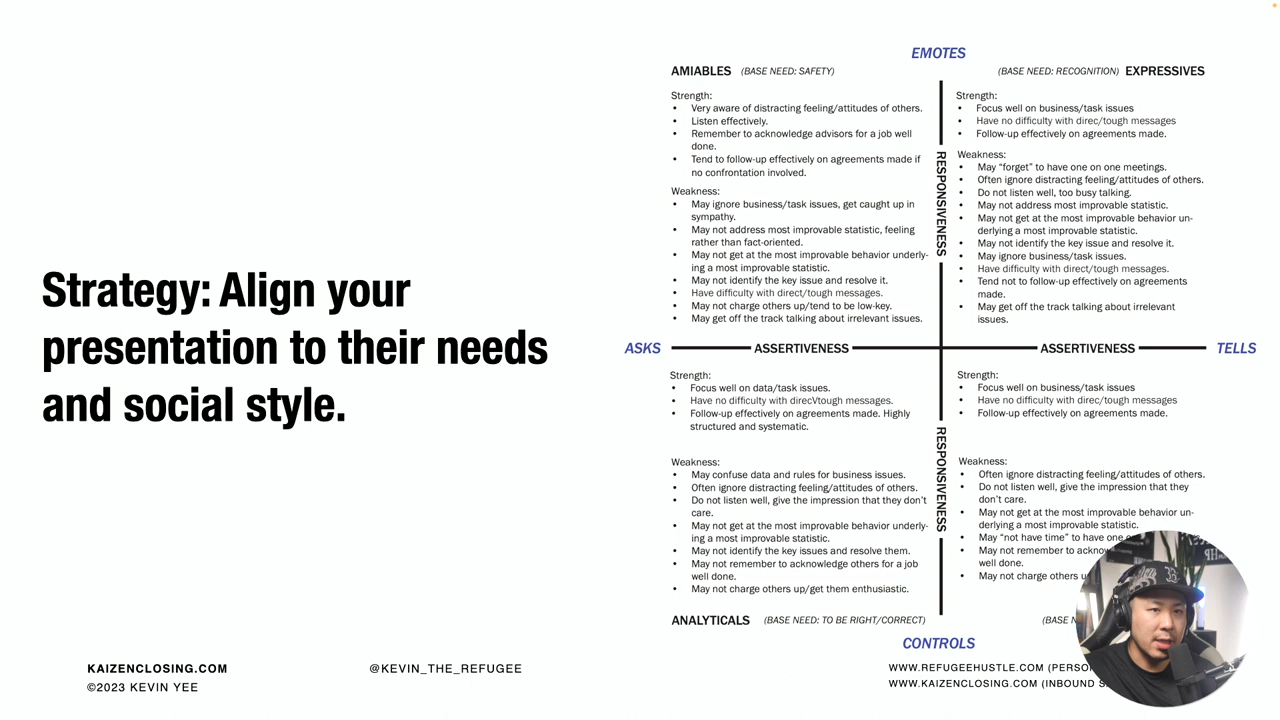 Strategy: Align your
presentation to their needs
and social style.
EMOTES
AMIABLES (BASE NEED: SAFETY)
Strength:
• Very aware of distracting feeling/attitudes of others.
• Listen effectively.
• Remember to acknowledge advisors for a job well
done.
• Tend to follow-up effectively on agreements made if
no confrontation involved.
Weakness:
• May ignore business/task issues, get caught up in
sympathy.
• May not address most improvable statistic, feeling
rather than fact-oriented.
• May not get at the most improvable behavior underly-
ing a most improvable statistic.
• May not identify the key issue and resolve it.
• Have difficulty with direct/tough messages.
• May not charge others up/tend to be low-key.
• May get off the track talking about irrelevant issues.
(BASE NEED: RECOGNITION) EXPRESSIVES
Strength:
• Focus well on business/task issues
• Have no difficulty with direc/tough messages
• Follow-up effectively on agreements made.
Weakness:
• May “forget” to have one on one meetings.
• Often ignore distracting feeling/attitudes of others.
• Do not listen well, too busy talking.
• May not address most improvable statistic.
• May not get at the most improvable behavior un-
derlying a most improvable statistic.
• May not identify the key issue and resolve it.
• May ignore business/task issues.
• Have difficulty with direct/tough messages.
• Tend not to follow-up effectively on agreements
made.
• May get off the track talking about irrelevant
issues.
RESPONSIVENESS
ASKS ASSERTIVENESS ASSERTIVENESS TELLS
Strength:
• Focus well on data/task issues.
• Have no difficulty with direcVtough messages.
• Follow-up effectively on agreements made. Highly
structured and systematic.
Weakness:
• May confuse data and rules for business issues.
• Often ignore distracting feeling/attitudes of others.
• Do not listen well, give the impression that they don’t
care.
• May not get at the most improvable behavior underly-
ing a most improvable statistic.
• May not identify the key issues and resolve them.
• May not remember to acknowledge others for a job
well done.
• May not charge others up/get them enthusiastic.
ANALYTICALS (BASE NEED: TO BE RIGHT/CORRECT)
RESPONSIVENESS
Strength:
• Focus well on business/task issues
• Have no difficulty with direc/tough messages
• Follow-up effectively on agreements made.
Weakness:
• Often ignore distracting feeling/attitudes of others.
• Do not listen well, give the impression that they
don’t care.
• May not get at the most improvable behavior un-
derlying a most improvable statistic.
• May “not have time” to have one
• May not remember to
well done.
• May not charge others
(BASE
CONTROLS
KAIZENCLOSING.COM
©2023 KEVIN YEE
@KEVIN_THE_REFUGEE
WWW.REFUGEEHUSTLE.COM
WWW.KAIZENCLOSING.COM (INBOUND